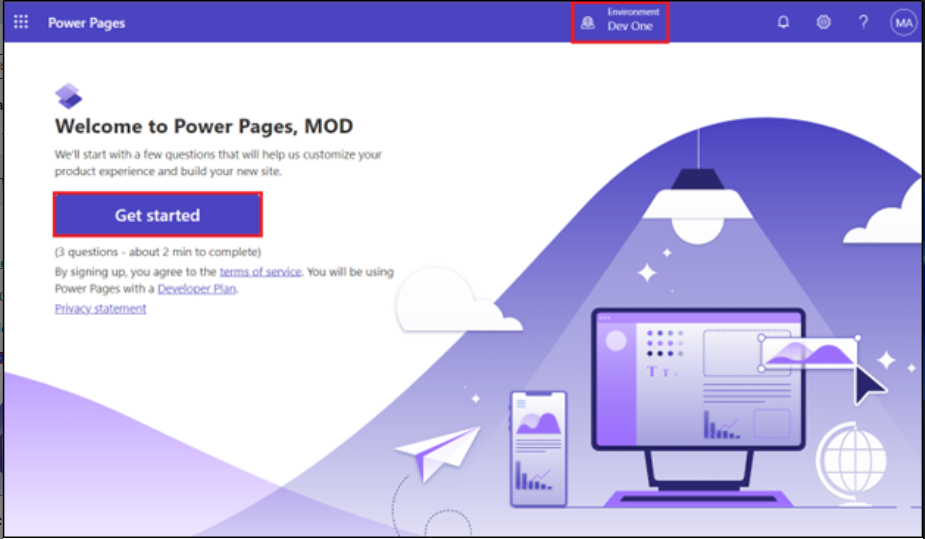 Power Pages
Environment
Dev One
?
MA
Welcome to Power Pages, MOD
We'll start with a few questions that will help us customize your
product experience and build your new site.
Get started
(3 questions - about 2 min to complete)
By signing up, you agree to the terms of service. You will be using
Power Pages with a Developer Plan.
Privacy statement
T T T